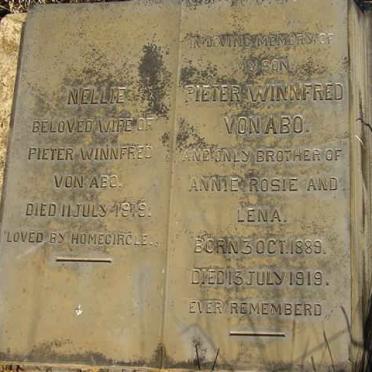 NELLIE
BELOVED WIFE OF
PIETER WINNFRED
VON ABO.
DIED 11 JULY 1919.
LOVED BY HOMECIRCLE.
IN LOVING MEMORY OF
SON
PIETER WINNFRED
VON ABO.
AND ONLY BROTHER OF
ANNIE ROSIE AND
LENA.
BORN 3 OCT. 1889.
DIED 13 JULY 1919.
EVER REMEMBERD